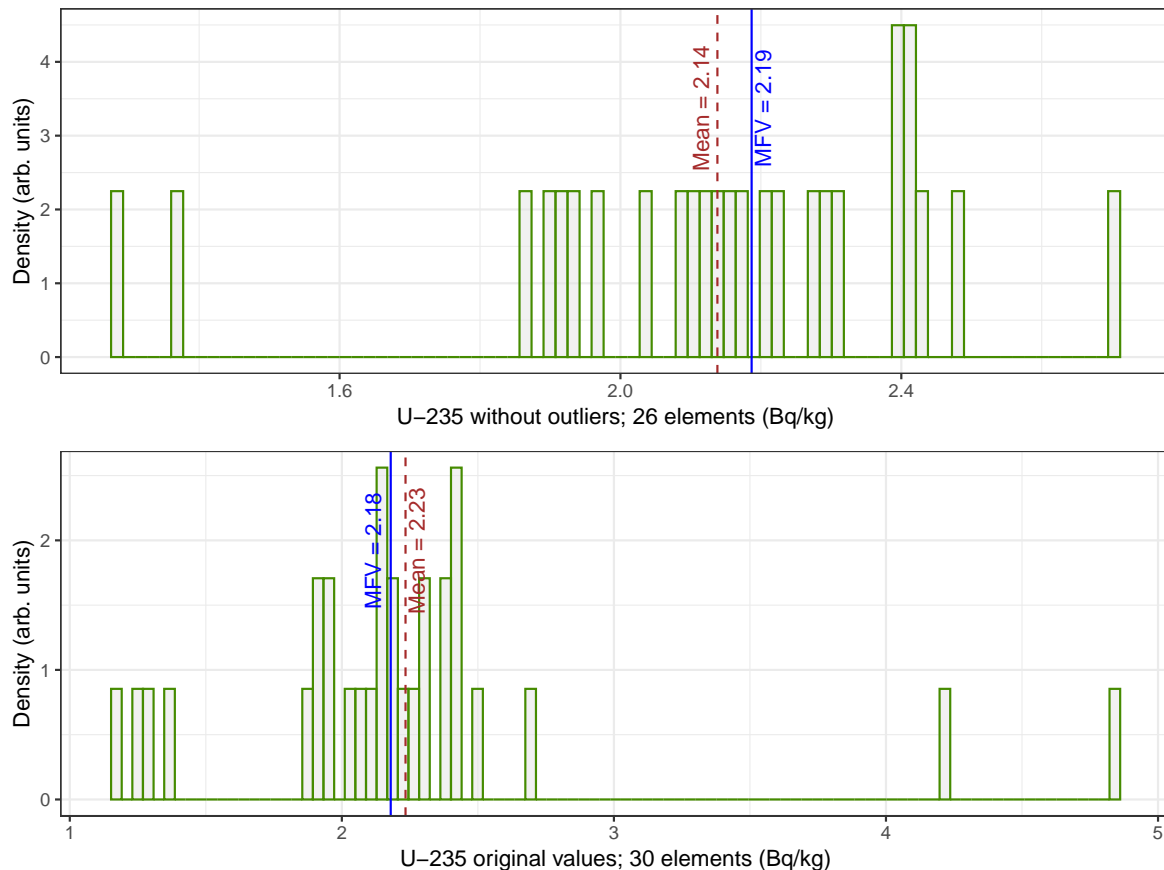 Density (arb. units)
4
3
2
1
0
Mean = 2.14
MFV = 2.19
1.6
2.0
2.4
U−235 without outliers; 26 elements (Bq/kg)
Density (arb. units)
2
1
0
MFV = 2.18
Mean = 2.23
1
2
3
4
5
U−235 original values; 30 elements (Bq/kg)